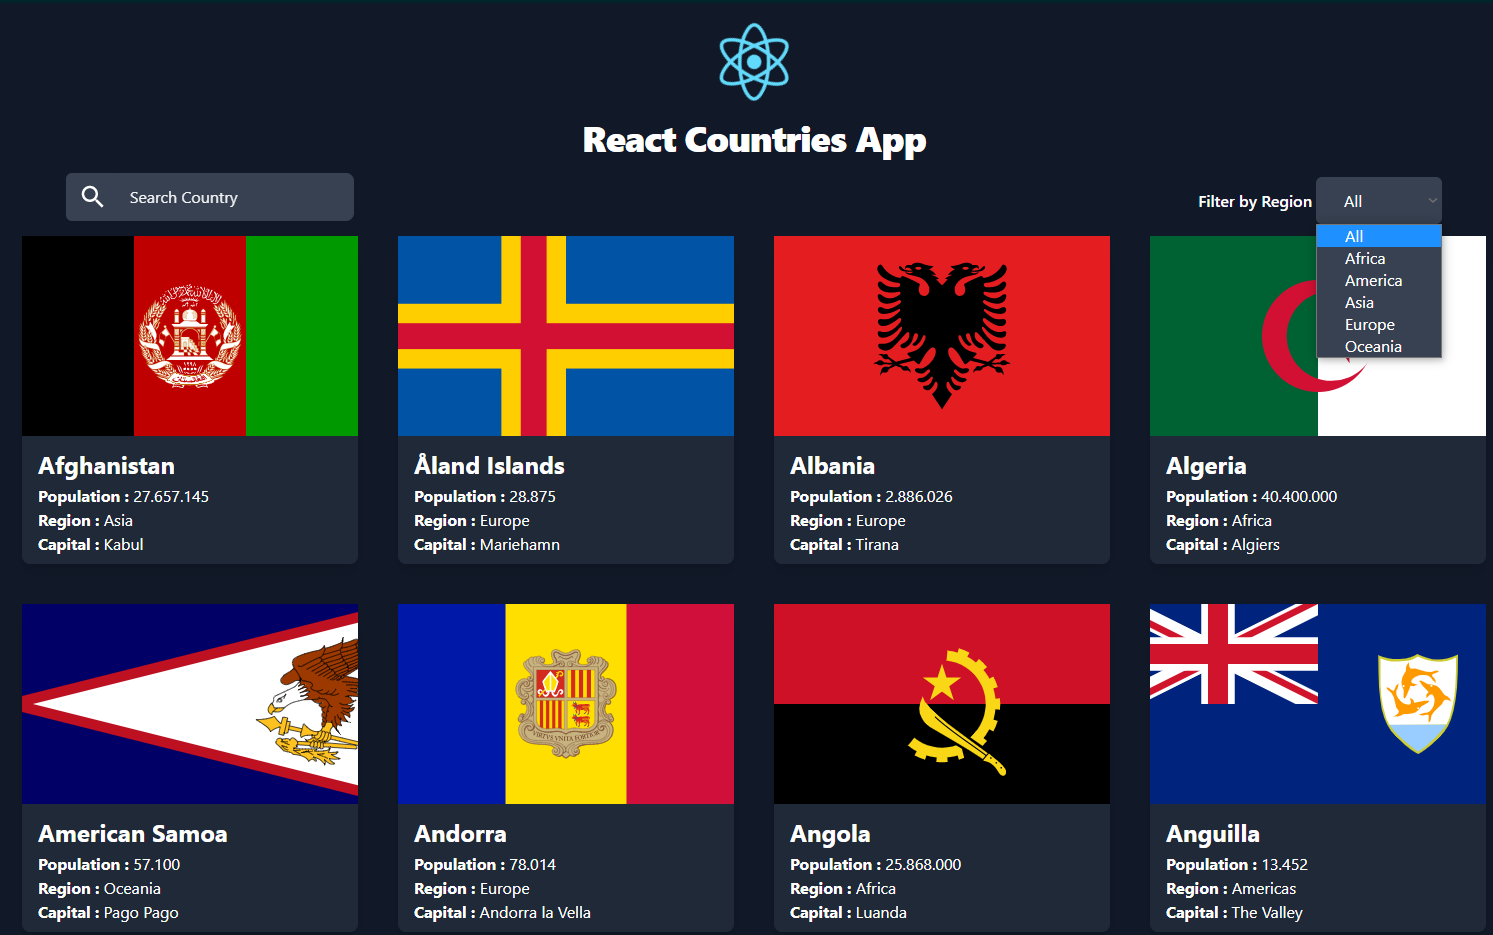 React Countries App
Search Country
Filter by Region All
All
Africa
America
Asia
Europe
Oceania
Afghanistan
Population : 27.657.145
Region : Asia
Capital : Kabul
Åland Islands
Population : 28.875
Region : Europe
Capital : Mariehamn
Albania
Population : 2.886.026
Region : Europe
Capital : Tirana
Algeria
Population : 40.400.000
Region : Africa
Capital : Algiers
American Samoa
Population : 57.100
Region : Oceania
Capital : Pago Pago
VIRTVS VNITA FORTIOR
Andorra
Population : 78.014
Region : Europe
Capital : Andorra la Vella
Angola
Population : 25.868.000
Region : Africa
Capital : Luanda
Anguilla
Population : 13.452
Region : Americas
Capital : The Valley